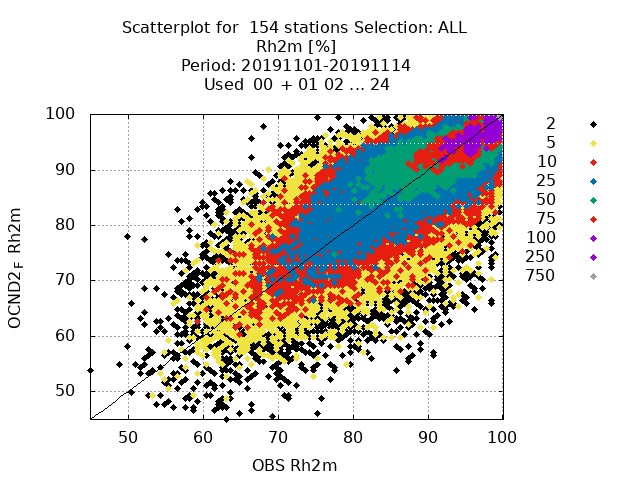 Scatterplot for 154 stations Selection: ALL
Rh2m [%]
Period: 20191101-20191114
Used 00 + 01 02 ... 24
OCND2 F Rh2m
100
90
80
70
60
50
50 60 70 80 90 100
OBS Rh2m
2
5
10
25
50
75
100
250
750